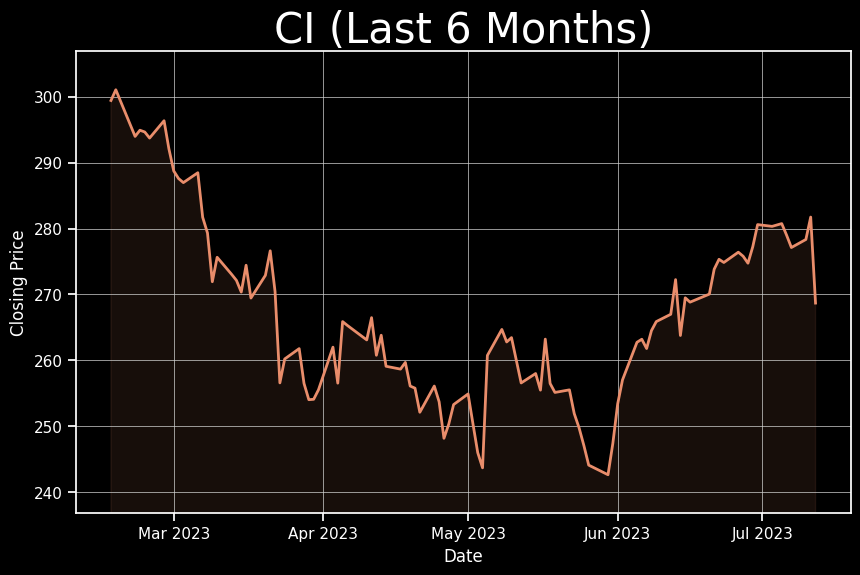 CI (Last 6 Months)
Closing Price
300
290
280
270
260
250
240
Mar 2023
Apr 2023
May 2023
Jun 2023
Jul 2023
Date